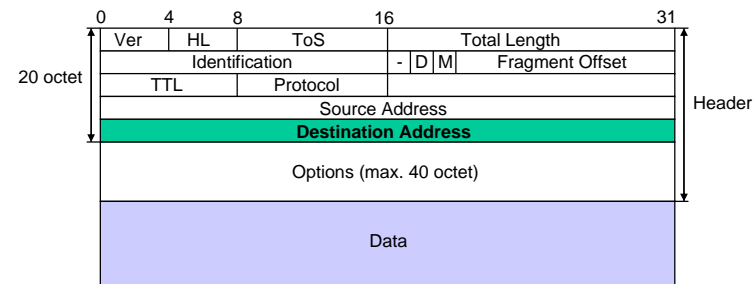 0 4 8 16 31
Ver HL ToS Total Length
Identification - D M Fragment Offset
20 octet
TTL Protocol
Source Address
Header
Destination Address
Options (max. 40 octet)
Data